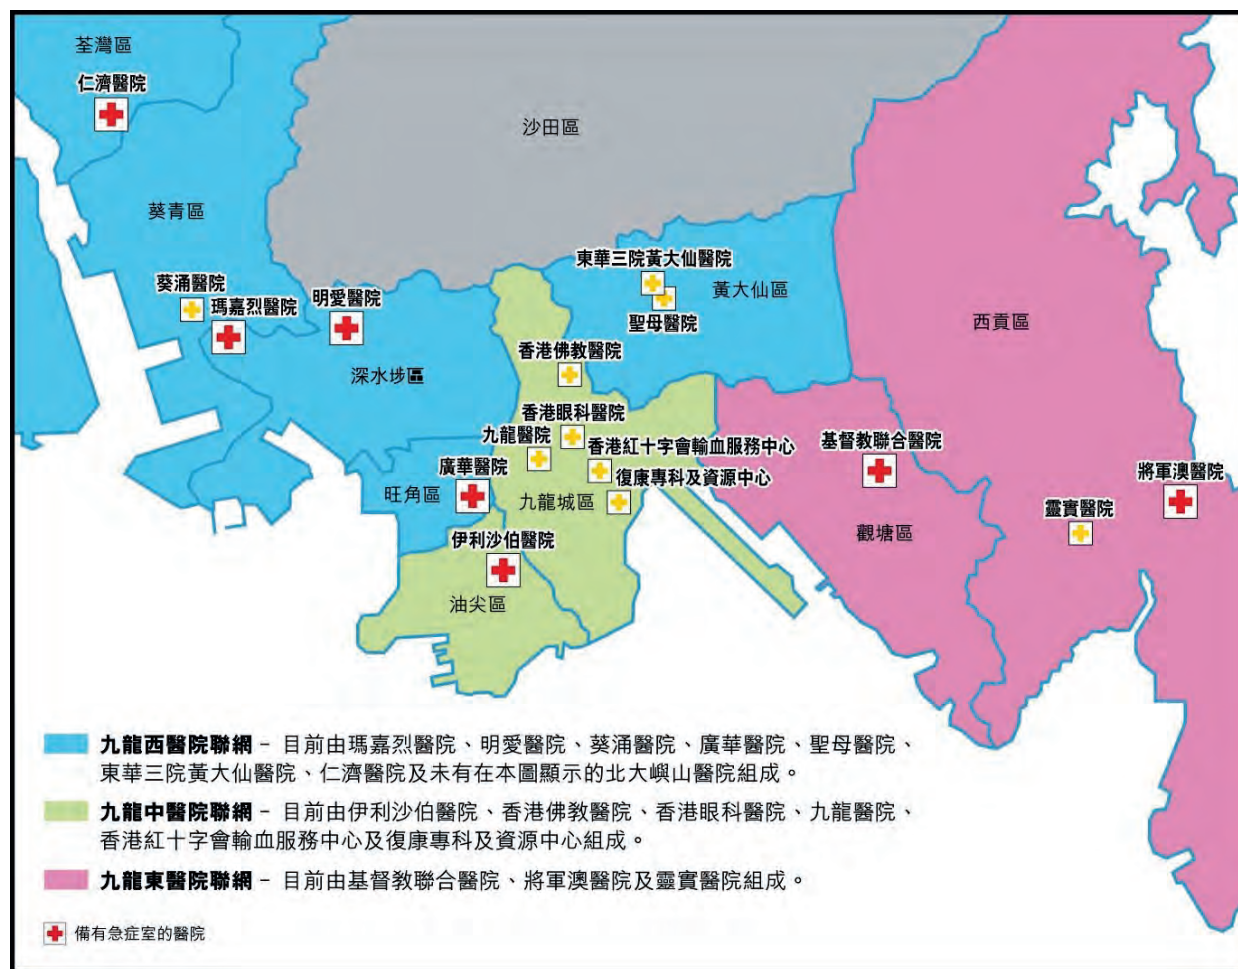 荃灣區
仁濟醫院
沙田區
葵青區
東華三院黃大仙醫院
葵涌醫院
明愛醫院
黃大仙區
瑪嘉烈醫院
聖母醫院
西貢區
香港佛教醫院
深水埗區
香港眼科醫院
九龍醫院
香港紅十字會輸血服務中心
基督教聯合醫院
廣華醫院
復康專科及資源中心
將軍澳醫院
旺角區
九龍城區
靈實醫院
觀塘區
伊利沙伯醫院
油尖區
九龍西醫院聯網 – 目前由瑪嘉烈醫院、明愛醫院、葵涌醫院、廣華醫院、聖母醫院、
東華三院黃大仙醫院、仁濟醫院及未有在本圖顯示的北大嶼山醫院組成。
九龍中醫院聯網 – 目前由伊利沙伯醫院、香港佛教醫院、香港眼科醫院、九龍醫院、
香港紅十字會輸血服務中心及復康專科及資源中心組成。
九龍東醫院聯網 – 目前由基督教聯合醫院、將軍澳醫院及靈實醫院組成。
備有急症室的醫院